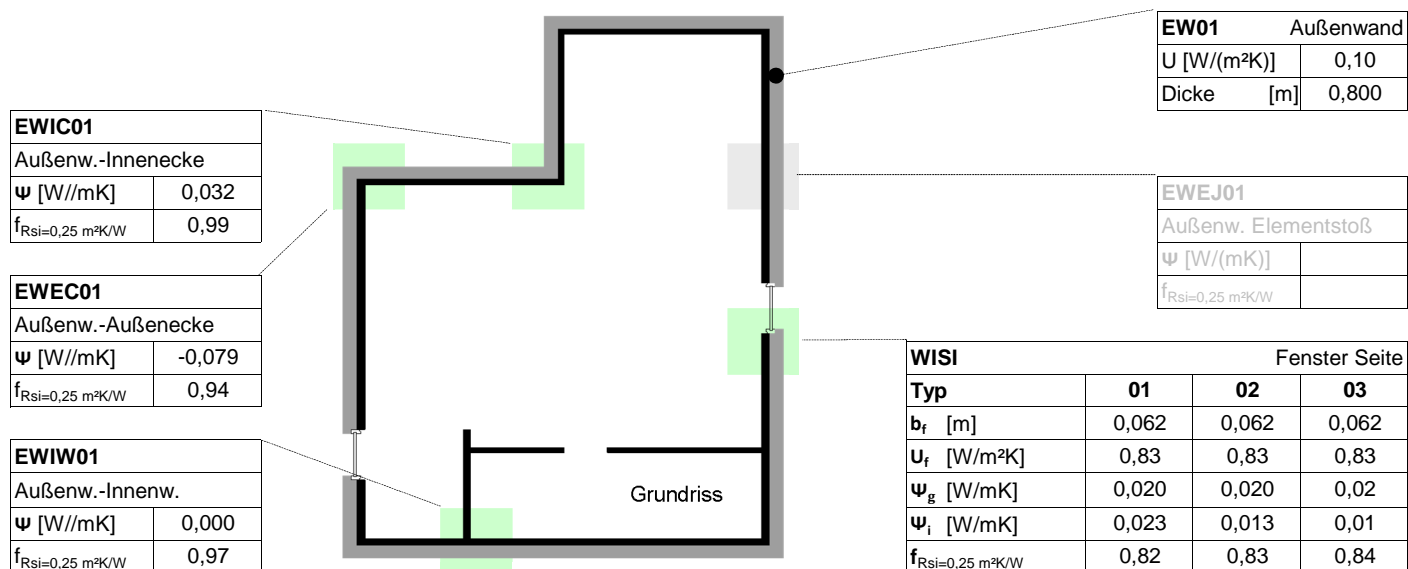 EW01 Außenwand
U [W/(m²K)] 0,10
Dicke [m] 0,800
EWIC01
Außenw.-Innenecke
Ψ [W//mK] 0,032
fRsi=0,25 m²K/W 0,99
EWEJ01
Außenw. Elementstoß
Ψ [W/(mK)]
fRsi=0,25 m²K/W
EWEC01
Außenw.-Außenecke
Ψ [W//mK] -0,079
fRsi=0,25 m²K/W 0,94
WISI Fenster Seite
Typ 01 02 03
bf [m] 0,062 0,062 0,062
Uf [W/m²K] 0,83 0,83 0,83
Ψg [W/mK] 0,020 0,020 0,02
Ψi [W/mK] 0,023 0,013 0,01
fRsi=0,25 m²K/W 0,82 0,83 0,84
EWIW01
Außenw.-Innenw.
Ψ [W//mK] 0,000
fRsi=0,25 m²K/W 0,97
Grundriss